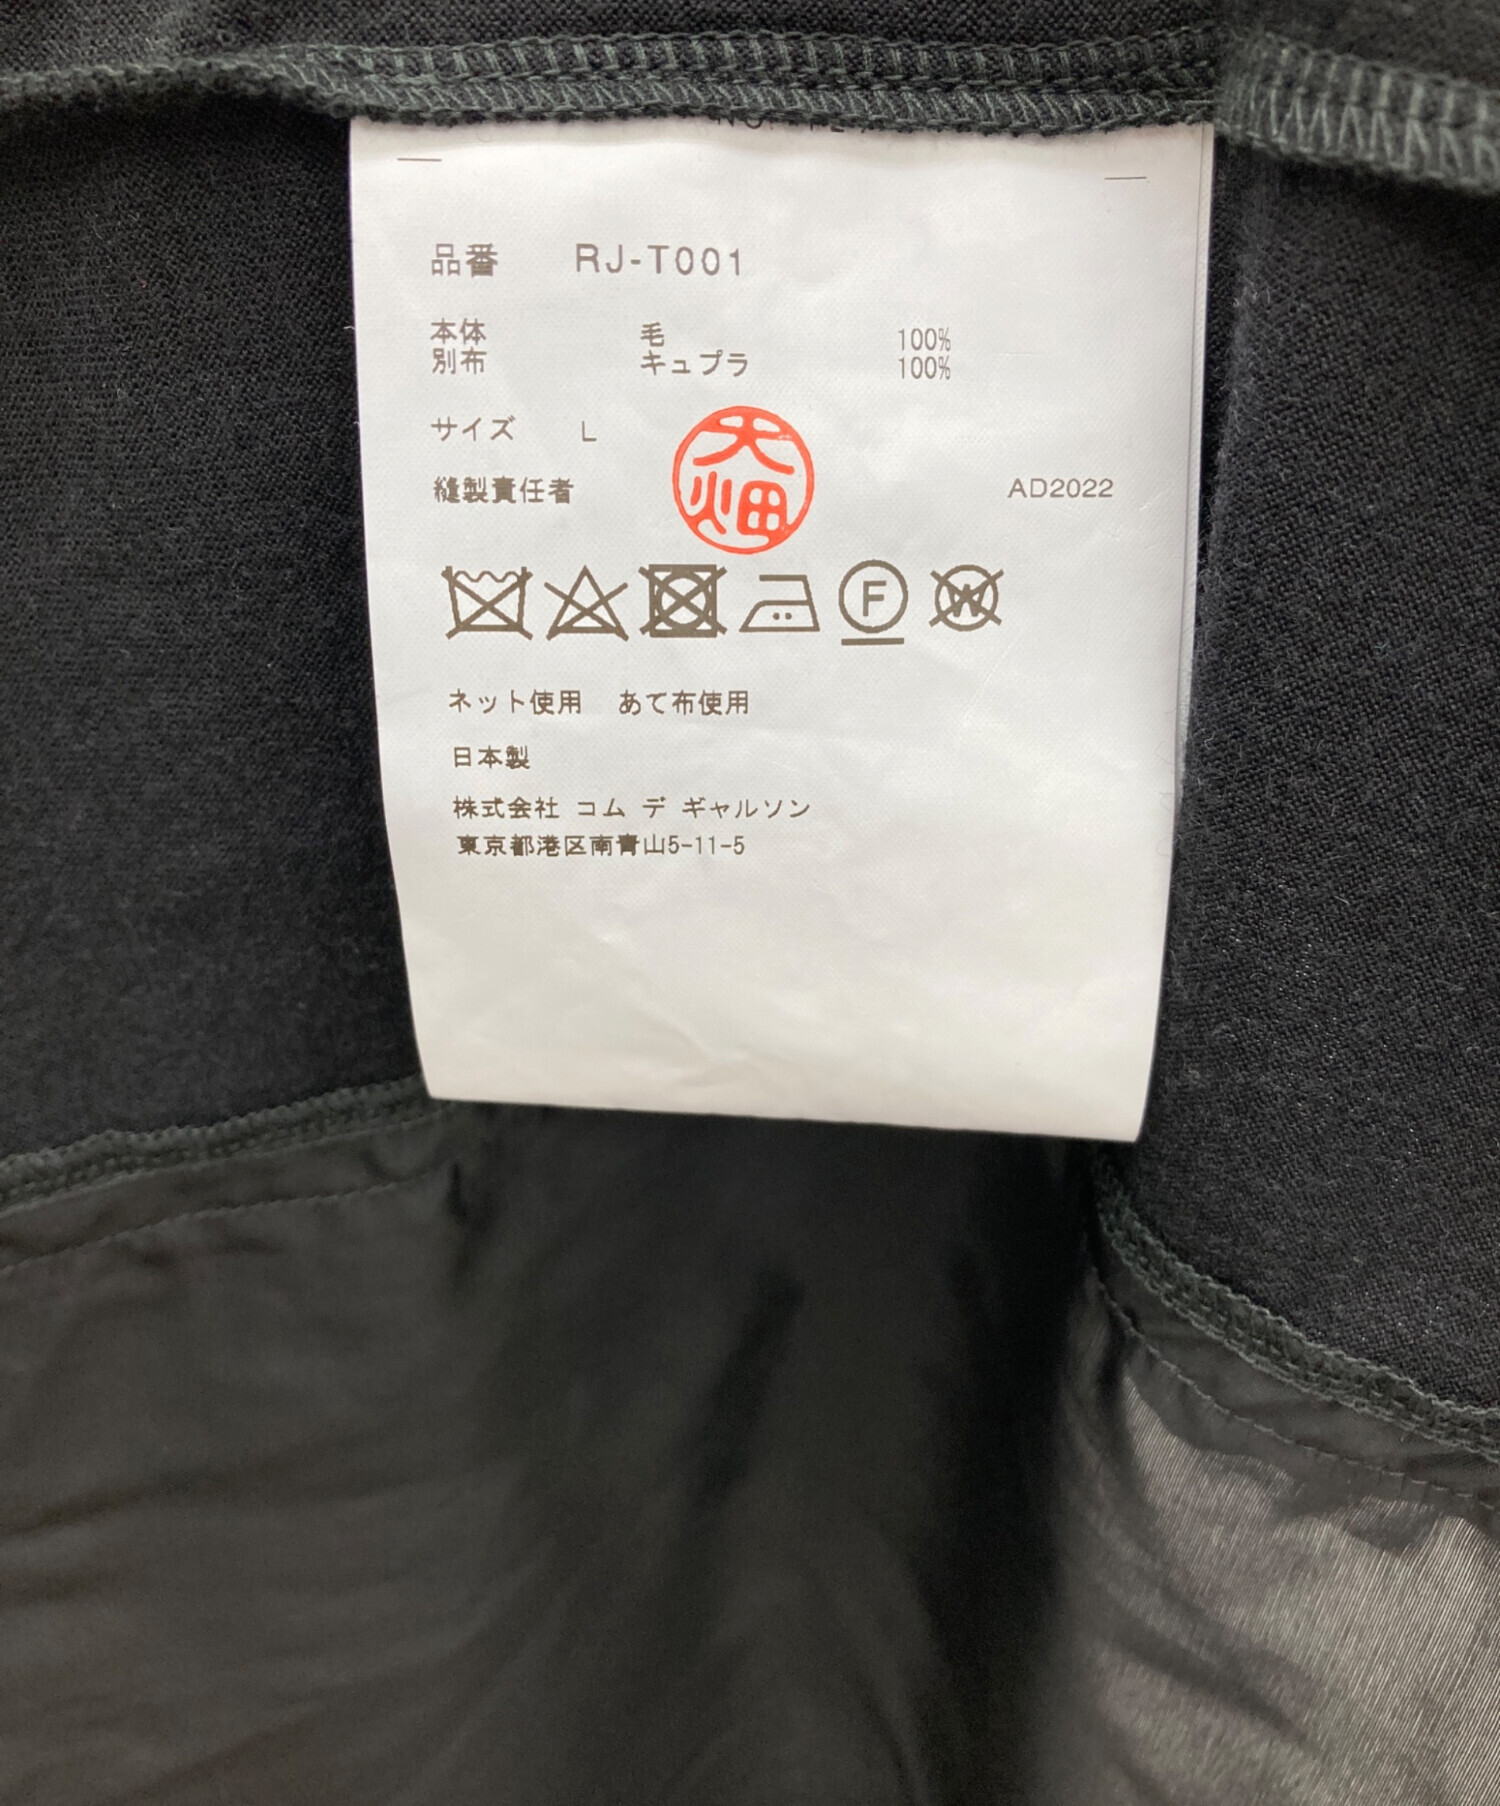 品番 RJ-T001
本体 毛 100%
別布 キュプラ 100%
サイズ L
大畑
縫製責任者 AD2022
F W
ネット使用 あて布使用
日本製
株式会社 コム デ ギャルソン
東京都港区南青山5-11-5